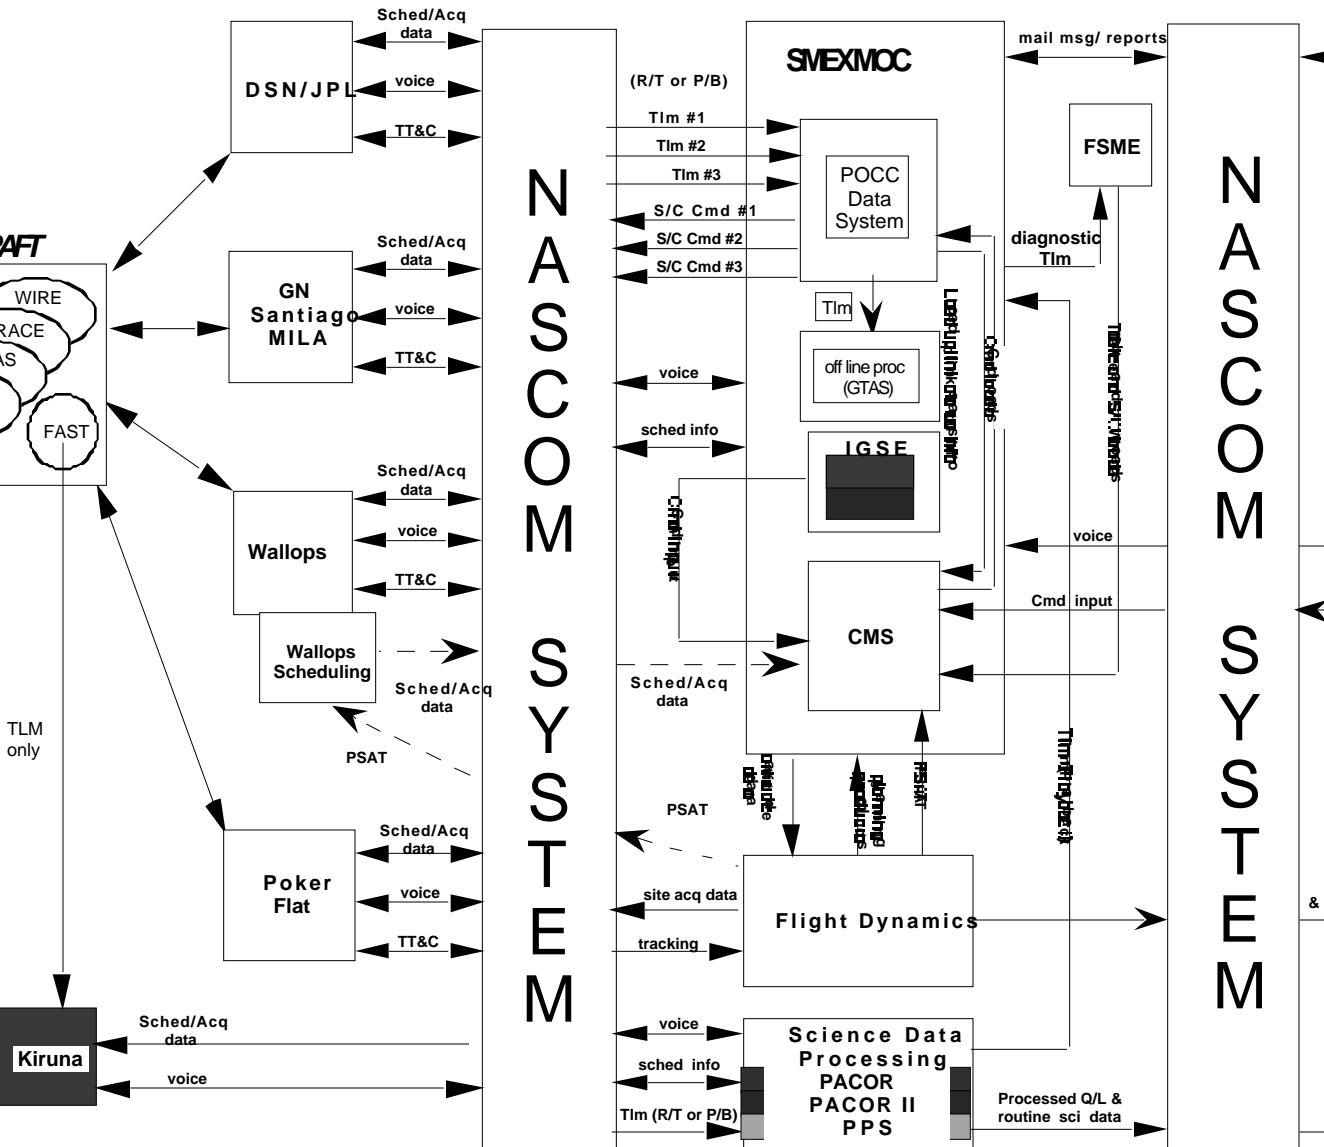 Sched/Acq
data
voice
TT&C
DSN/JPL
(R/T or P/B)
Tlm #1
Tlm #2
Tlm #3
S/C Cmd #1
S/C Cmd #2
S/C Cmd #3
SMEXMOC
POCC
Data
System
mail msg/ reports
FSME
diagnostic
Tlm
Tlm
off line proc
(GTAS)
IGSE
WIRE
FAST
GN
Santiago
MILA
Sched/Acq
data
voice
TT&C
voice
sched info
Wallops
Sched/Acq
data
voice
TT&C
Wallops
Scheduling
Sched/Acq
data
PSAT
Sched/Acq
data
CMS
voice
Cmd input
TLM
only
Poker
Flat
Sched/Acq
data
voice
TT&C
PSAT
site acq data
tracking
Flight Dynamics
&
Kiruna
Sched/Acq
data
voice
voice
sched info
Tlm (R/T or P/B)
Science Data
Processing
PACOR
PACOR II
PPS
Processed Q/L &
routine sci data
NASCOM
SYSTEM
NASCOM
SYSTEM